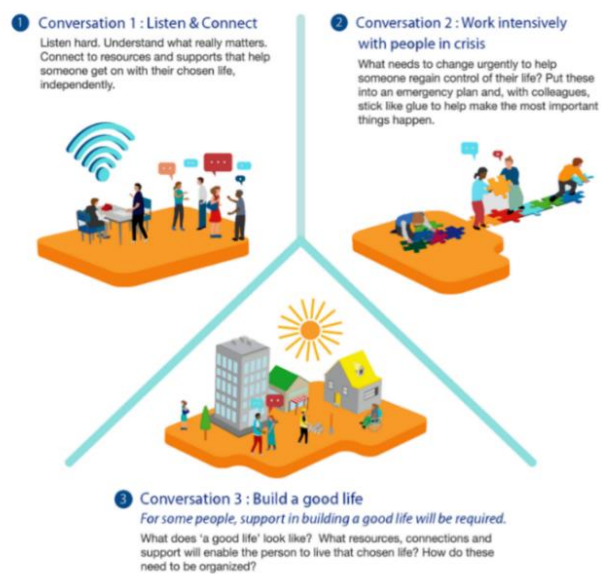 1 Conversation 1 : Listen & Connect
Listen hard. Understand what really matters.
Connect to resources and supports that help
someone get on with their chosen life,
independently.
2 Conversation 2 : Work intensively
with people in crisis
What needs to change urgently to help
someone regain control of their life? Put these
into an emergency plan and, with colleagues,
stick like glue to help make the most important
things happen.
3 Conversation 3 : Build a good life
For some people, support in building a good life will be required.
What does 'a good life' look like? What resources, connections and
support will enable the person to live that chosen life? How do these
need to be organized?